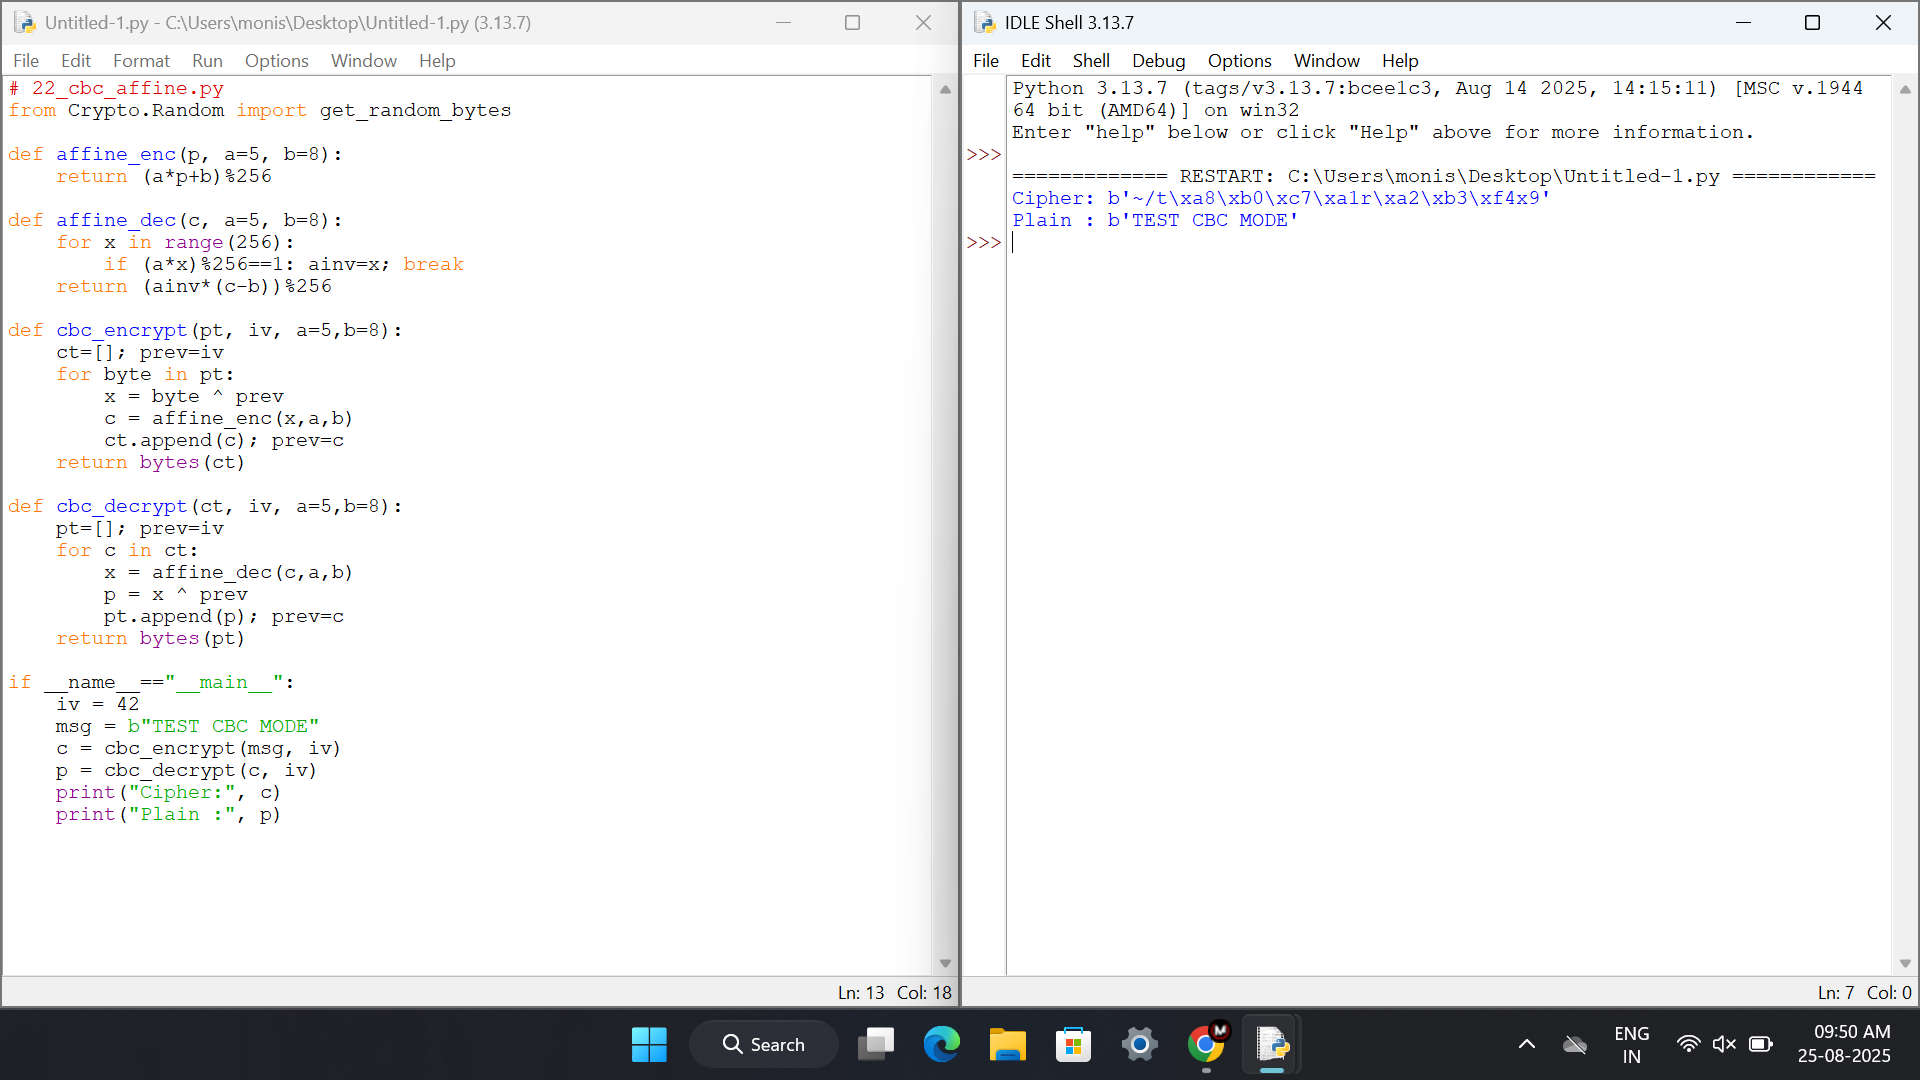 Untitled-1.py - C:\Users\monis\Desktop\Untitled-1.py (3.13.7)
File Edit Format Run Options Window Help
# 22_cbc_affine.py
from Crypto.Random import get_random_bytes
def affine_enc(p, a=5, b=8):
    return (a*p+b)%256
def affine_dec(c, a=5, b=8):
    for x in range(256):
        if (a*x)%256==1: ainv=x; break
    return (ainv*(c-b))%256
def cbc_encrypt(pt, iv, a=5,b=8):
    ct=[]; prev=iv
    for byte in pt:
        x = byte ^ prev
        c = affine_enc(x,a,b)
        ct.append(c); prev=c
    return bytes(ct)
def cbc_decrypt(ct, iv, a=5,b=8):
    pt=[]; prev=iv
    for c in ct:
        x = affine_dec(c,a,b)
        p = x ^ prev
        pt.append(p); prev=c
    return bytes(pt)
if __name__=="__main__":
    iv = 42
    msg = b"TEST CBC MODE"
    c = cbc_encrypt(msg, iv)
    p = cbc_decrypt(c, iv)
    print("Cipher:", c)
    print("Plain :", p)
Ln: 13 Col: 18
IDLE Shell 3.13.7
File Edit Shell Debug Options Window Help
Python 3.13.7 (tags/v3.13.7:bcee1c3, Aug 14 2025, 14:15:11) [MSC v.1944
64 bit (AMD64)] on win32
Enter "help" below or click "Help" above for more information.
>>>
============= RESTART: C:\Users\monis\Desktop\Untitled-1.py ============
Cipher: b'~/t\xa8\xb0\xc7\xa1r\xa2\xb3\xf4x9'
Plain : b'TEST CBC MODE'
>>>
Ln: 7 Col: 0
Search
M
ENG
IN
09:50 AM
25-08-2025